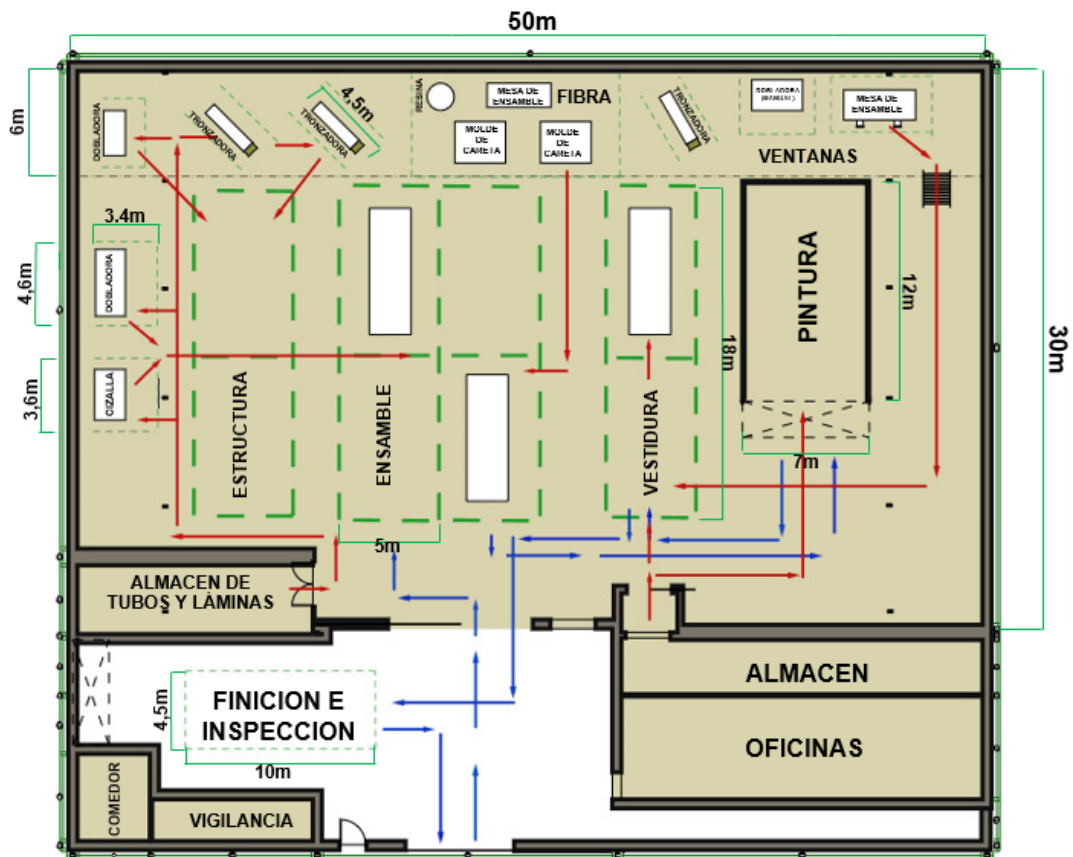 50m
6m
DOBLADORA
TRONZADORA
TRONZADORA
4,5m
RESINA
MESA DE
ENSAMBLE
FIBRA
MOLDE
DE
CARETA
MOLDE
DE
CARETA
TRONZADORA
DOBLADORA
MESA DE
ENSAMBLE
VENTANAS
3.4m
4,6m
DOBLADORA
3,6m
CIZALLA
ESTRUCTURA
ENSAMBLE
5m
VESTIDURA
18m
PINTURA
12m
7m
30m
ALMACEN DE
TUBOS Y LÁMINAS
FINICION E
INSPECCION
4,5m
10m
ALMACEN
OFICINAS
COMEDOR
VIGILANCIA